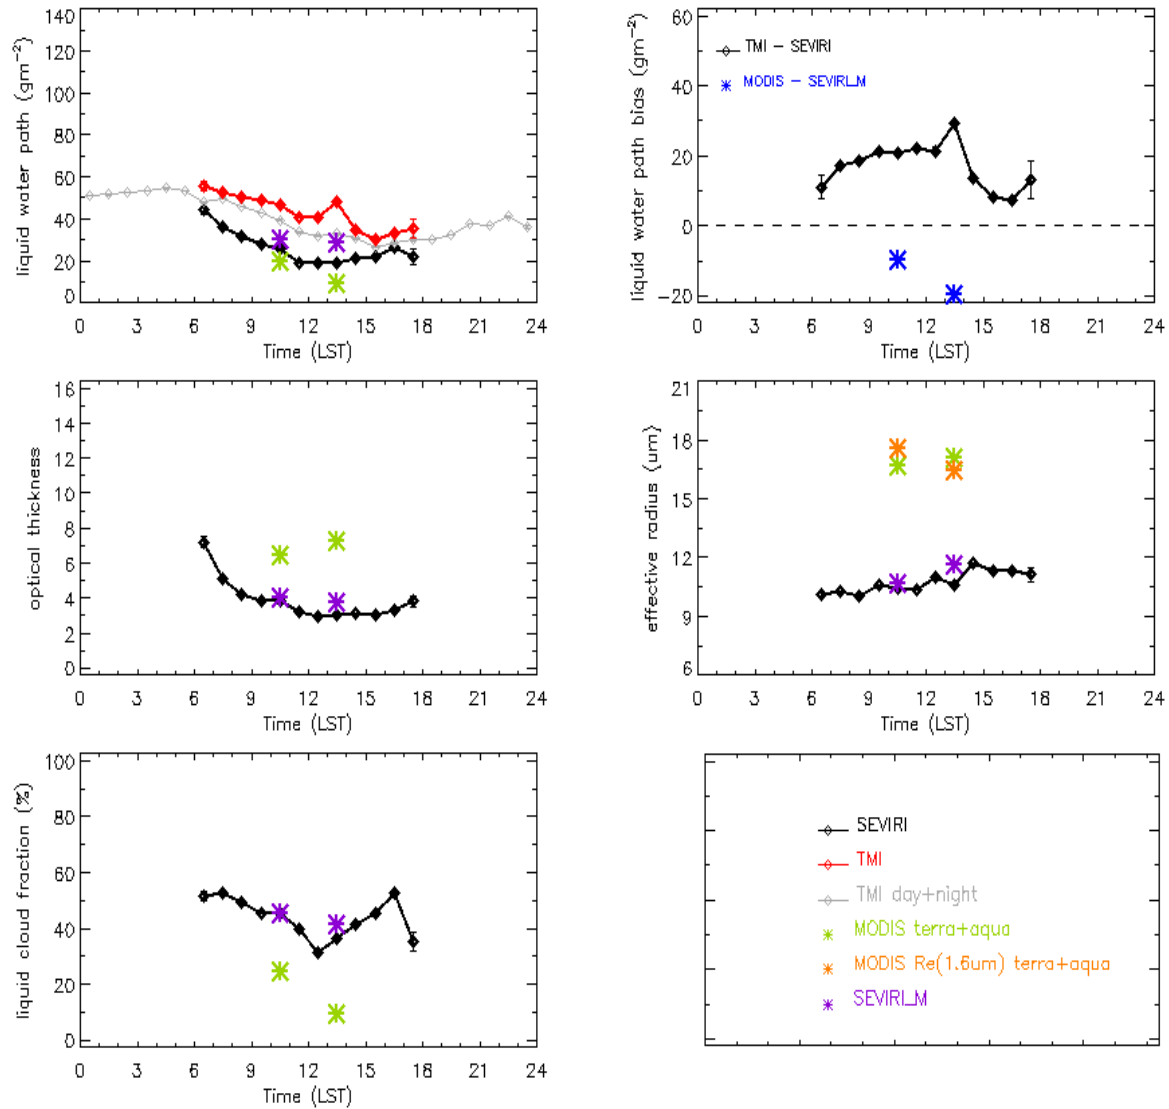 liquid water path (gm⁻²)
140
120
100
80
60
40
20
0
0 3 6 9 12 15 18 21 24
Time (LST)
liquid water path bias (gm⁻²)
60
40
20
0
−20
TMI − SEVIRI
MODIS − SEVIRI_M
0 3 6 9 12 15 18 21 24
Time (LST)
optical thickness
16
14
12
10
8
6
4
2
0
0 3 6 9 12 15 18 21 24
Time (LST)
effective radius (um)
21
18
15
12
9
6
0 3 6 9 12 15 18 21 24
Time (LST)
liquid cloud fraction (%)
100
80
60
40
20
0
0 3 6 9 12 15 18 21 24
Time (LST)
SEVIRI
TMI
TMI day+night
MODIS terra+aqua
MODIS Re(1.6um) terra+aqua
SEVIRI_M